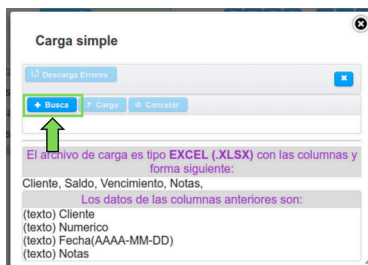 Carga simple
Descarga Errores
Busca
Carga
Cancelar
El archivo de carga es tipo EXCEL (.XLSX) con las columnas y
forma siguiente:
Cliente, Saldo, Vencimiento, Notas,
Los datos de las columnas anteriores son:
(texto) Cliente
(texto) Numerico
(texto) Fecha(AAAA-MM-DD)
(texto) Notas